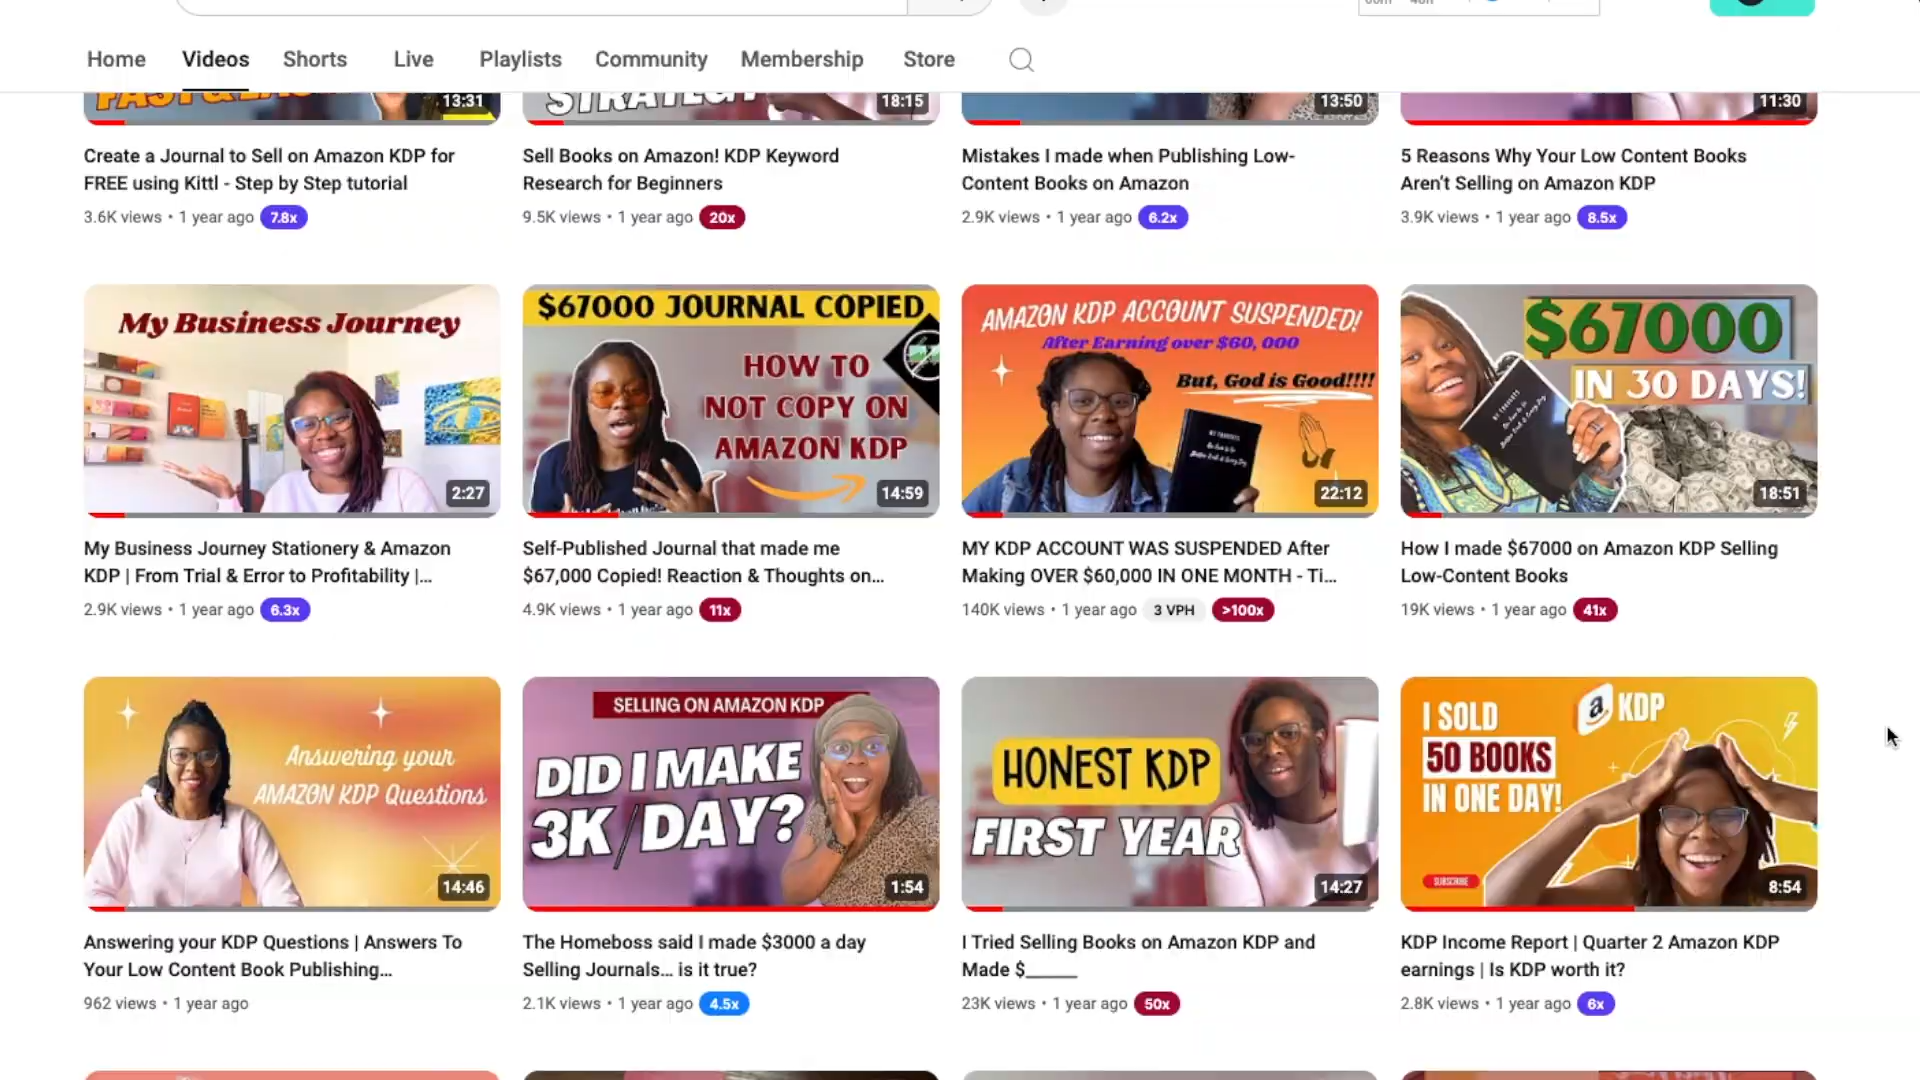 Home Videos Shorts Live Playlists Community Membership Store
13:31
18:15
13:50
11:30
Create a Journal to Sell on Amazon KDP for
FREE using Kittl - Step by Step tutorial
3.6K views • 1 year ago 7.8x
Sell Books on Amazon! KDP Keyword
Research for Beginners
9.5K views • 1 year ago 20x
Mistakes I made when Publishing Low-
Content Books on Amazon
2.9K views • 1 year ago 6.2x
5 Reasons Why Your Low Content Books
Aren't Selling on Amazon KDP
3.9K views • 1 year ago 8.5x
My Business Journey
2:27
$67000 JOURNAL COPIED
HOW TO
NOT COPY ON
AMAZON KDP
14:59
AMAZON KDP ACCOUNT SUSPENDED!
After Earning over $60, 000
But, God is Good!!!!
MY THOUGHTS
22:12
$67000
IN 30 DAYS!
MY THOUGHTS
18:51
My Business Journey Stationery & Amazon
KDP | From Trial & Error to Profitability |...
2.9K views • 1 year ago 6.3x
Self-Published Journal that made me
$67,000 Copied! Reaction & Thoughts on...
4.9K views • 1 year ago 11x
MY KDP ACCOUNT WAS SUSPENDED After
Making OVER $60,000 IN ONE MONTH - Ti...
140K views • 1 year ago 3 VPH >100x
How I made $67000 on Amazon KDP Selling
Low-Content Books
19K views • 1 year ago 41x
Answering your
AMAZON KDP Questions
14:46
SELLING ON AMAZON KDP
DID I MAKE
3K/DAY?
1:54
HONEST KDP
FIRST YEAR
14:27
a KDP
I SOLD
50 BOOKS
IN ONE DAY!
SUBSCRIBE
8:54
Answering your KDP Questions | Answers To
Your Low Content Book Publishing...
962 views • 1 year ago
The Homeboss said I made $3000 a day
Selling Journals... is it true?
2.1K views • 1 year ago 4.5x
I Tried Selling Books on Amazon KDP and
Made $_____
23K views • 1 year ago 50x
KDP Income Report | Quarter 2 Amazon KDP
earnings | Is KDP worth it?
2.8K views • 1 year ago 6x